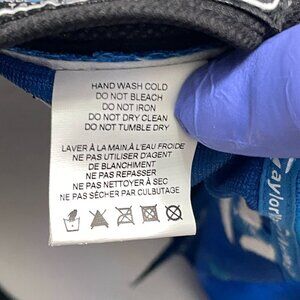 HAND WASH COLD
DO NOT BLEACH
DO NOT IRON
DO NOT DRY CLEAN
DO NOT TUMBLE DRY
LAVER À LA MAIN,À L'EAU FROIDE
NE PAS UTILISER D'AGENT
DE BLANCHIMENT
NE PAS REPASSER
NE PAS NETTOYER À SEC
NE PAS SÉCHER PAR CULBUTAGE